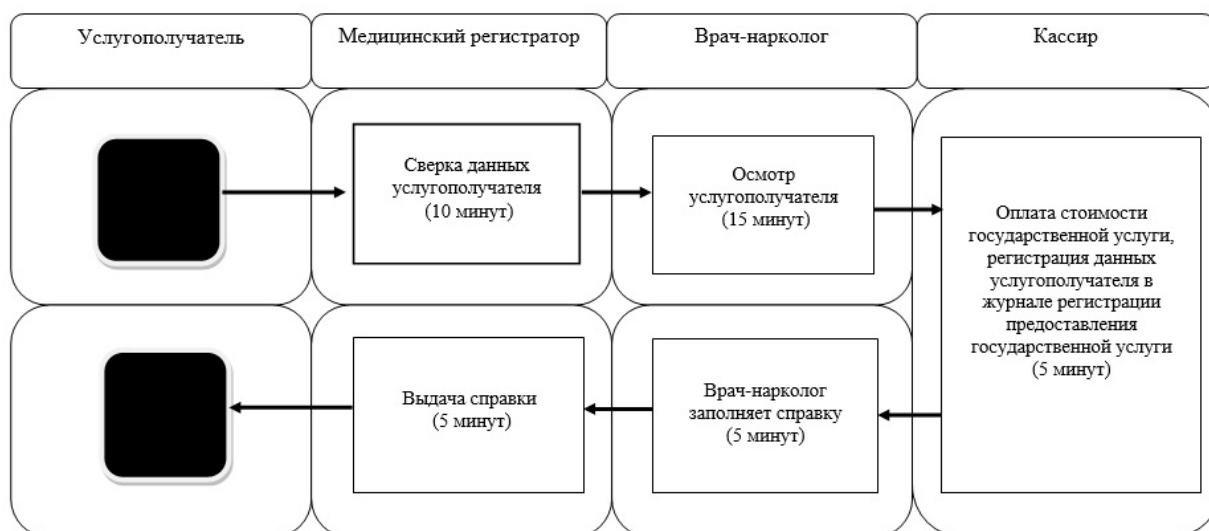 Услугополучатель
Медицинский регистратор
Врач-нарколог
Кассир
Сверка данных
услугополучателя
(10 минут)
Осмотр
услугополучателя
(15 минут)
Оплата стоимости
государственной услуги,
регистрация данных
услугополучателя в
журнале регистрации
предоставления
государственной услуги
(5 минут)
Врач-нарколог
заполняет справку
(5 минут)
Выдача справки
(5 минут)